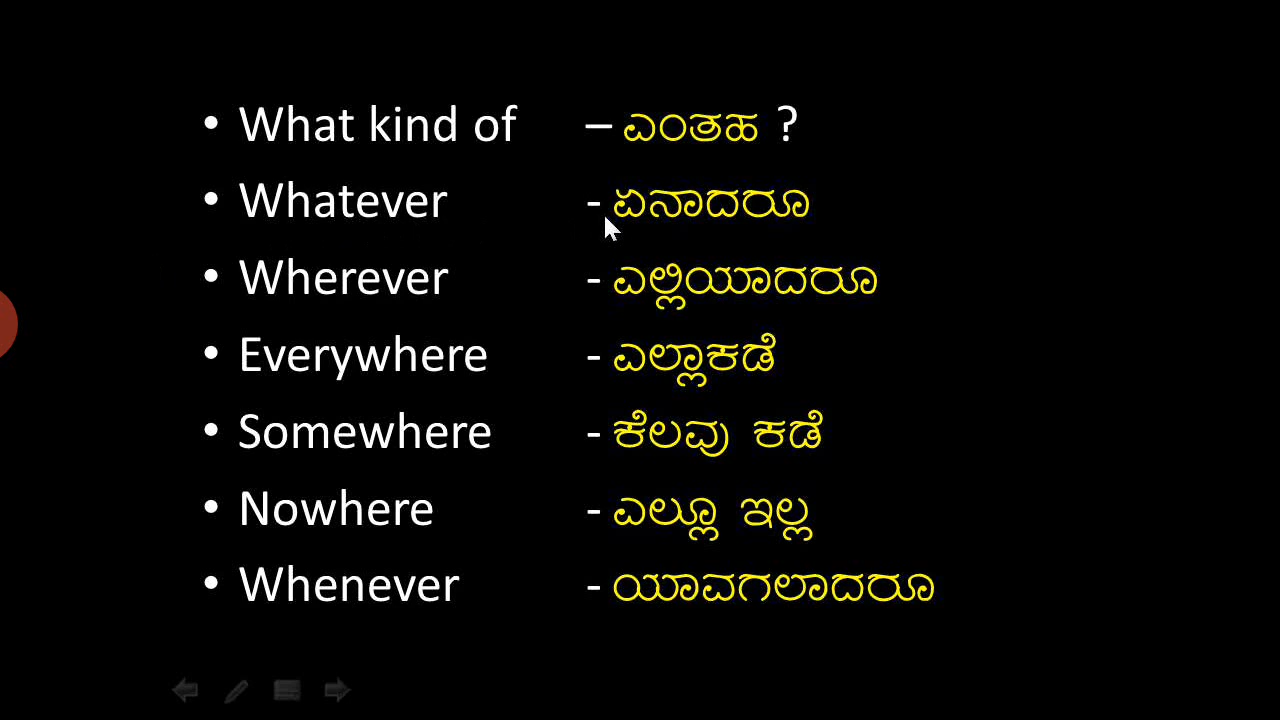 • What kind of – ಎಂತಹ ?
• Whatever - ಏನಾದರೂ
• Wherever - ಎಲ್ಲಿಯಾದರೂ
• Everywhere - ಎಲ್ಲಾಕಡೆ
• Somewhere - ಕೆಲವು ಕಡೆ
• Nowhere - ಎಲ್ಲೂ ಇಲ್ಲ
• Whenever - ಯಾವಗಲಾದರೂ